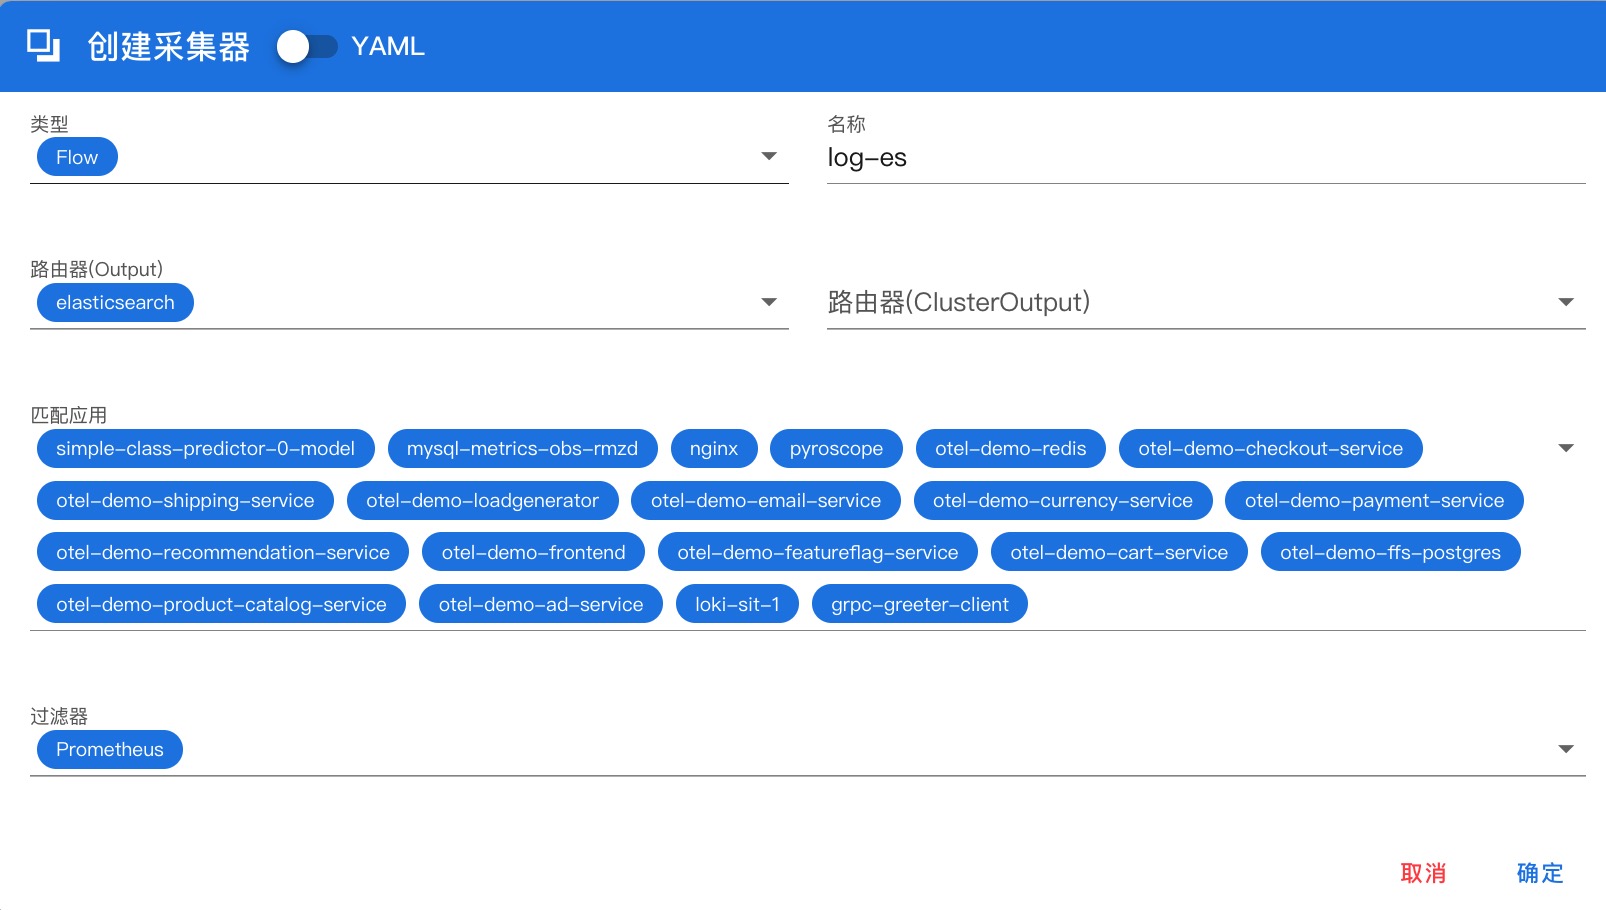 创建采集器 YAML
类型 名称
Flow log-es
路由器(Output)
elasticsearch 路由器(ClusterOutput)
匹配应用
simple-class-predictor-0-model mysql-metrics-obs-rmzd nginx pyroscope otel-demo-redis otel-demo-checkout-service
otel-demo-shipping-service otel-demo-loadgenerator otel-demo-email-service otel-demo-currency-service otel-demo-payment-service
otel-demo-recommendation-service otel-demo-frontend otel-demo-featureflag-service otel-demo-cart-service otel-demo-ffs-postgres
otel-demo-product-catalog-service otel-demo-ad-service loki-sit-1 grpc-greeter-client
过滤器
Prometheus
取消 确定